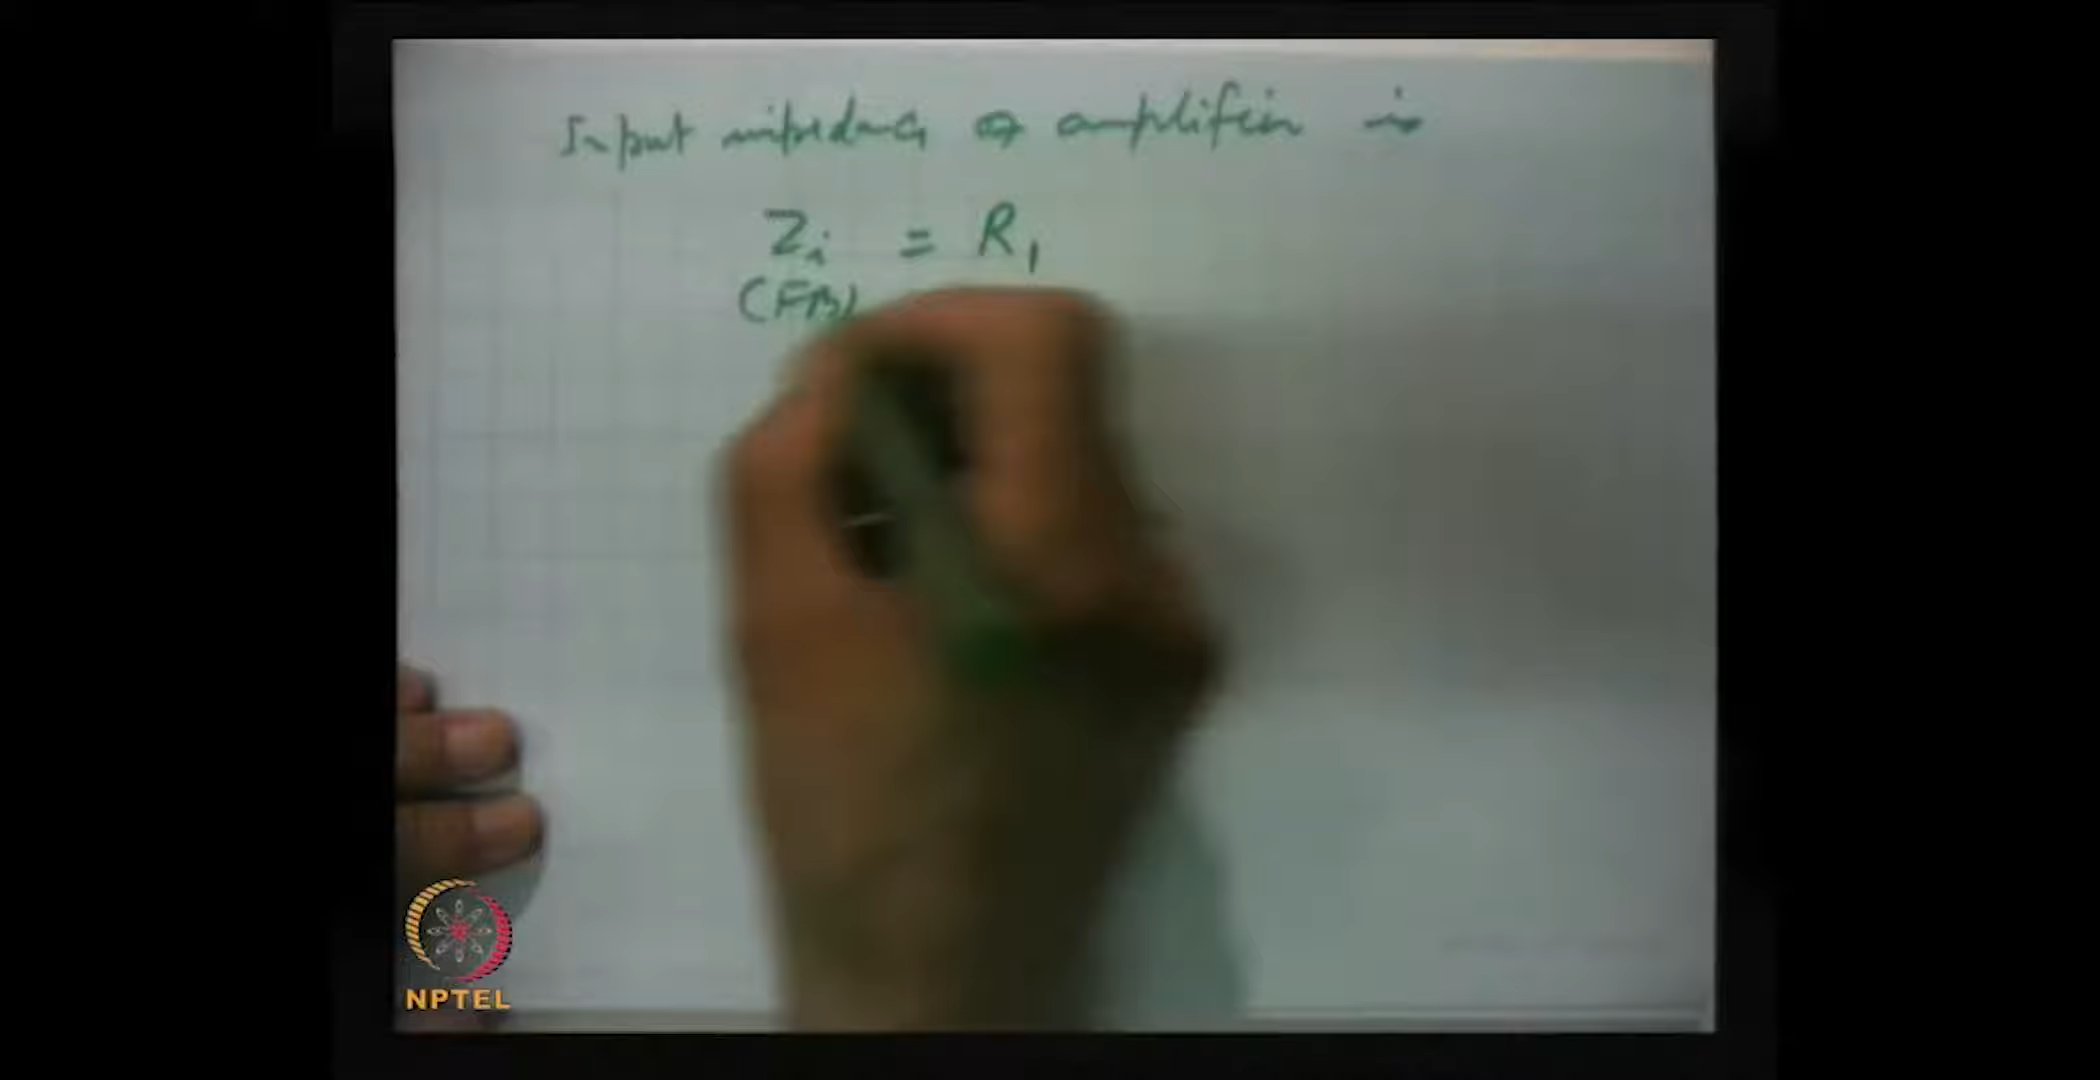 Input impedance of amplifier is
Zi = R1
(FB)
NPTEL